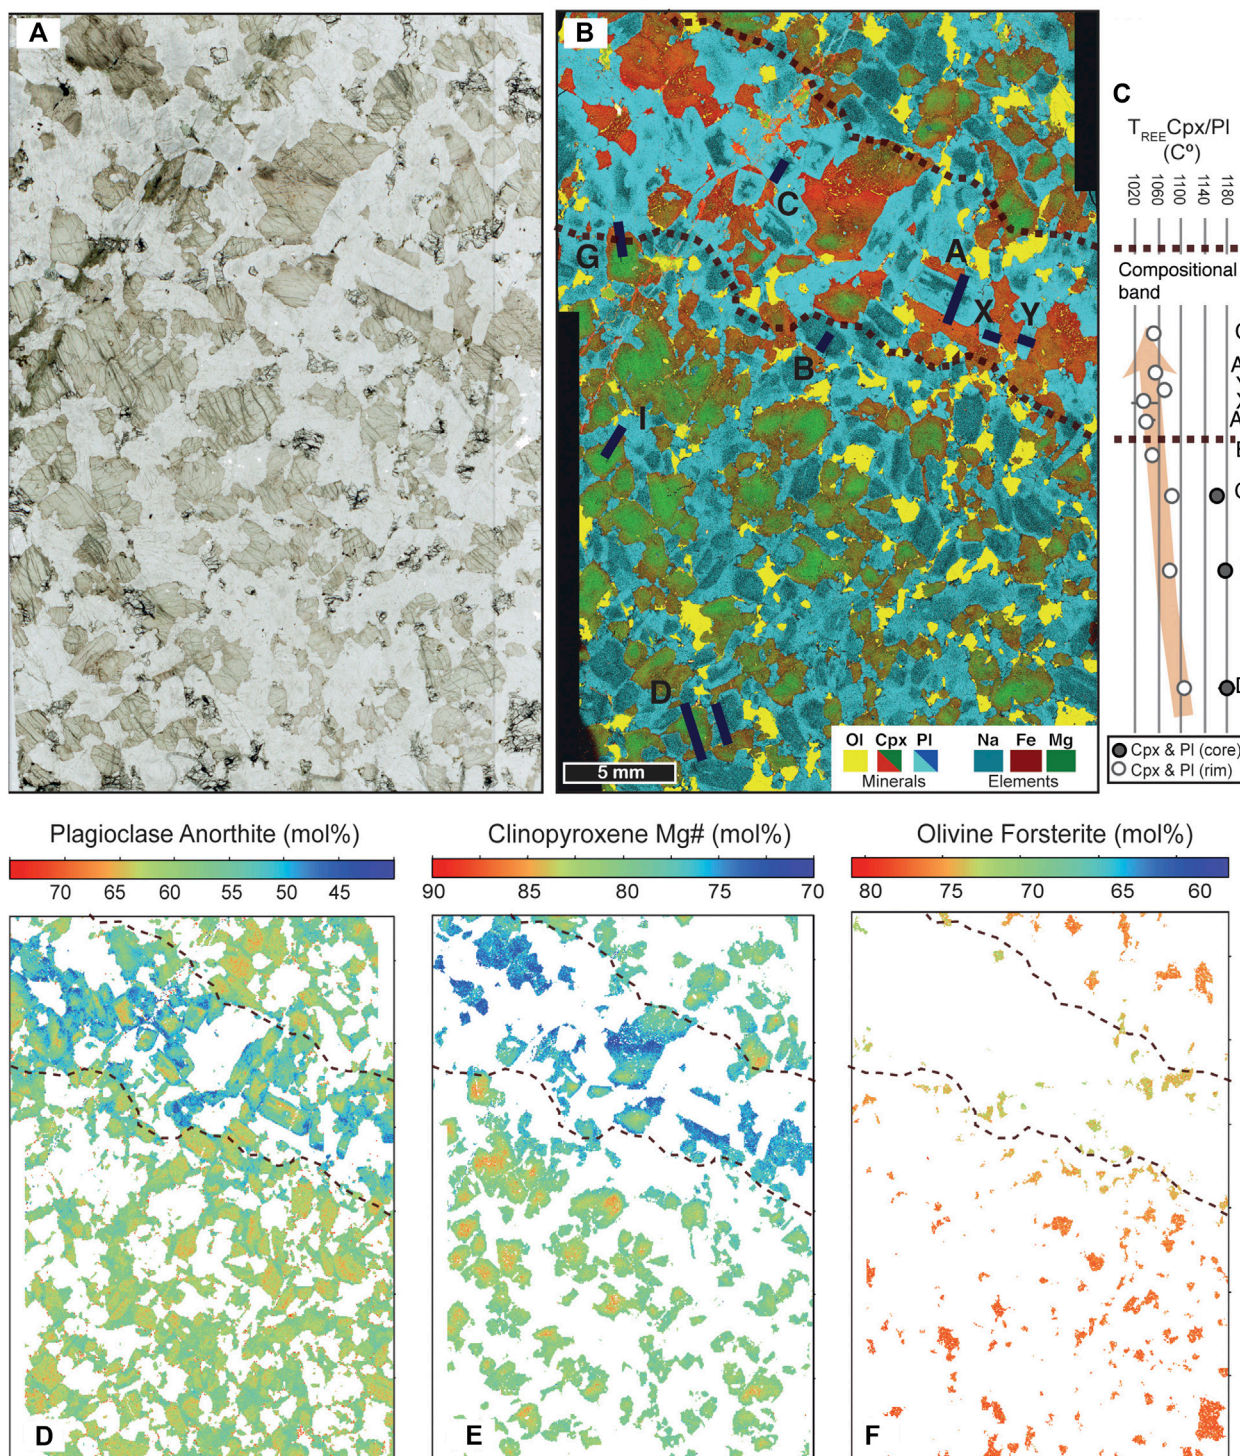 A
B
C
T_REE Cpx/Pl
(Cº)
1020
1060
1100
1140
1180
Compositional
band
C
A
G
A
X
Y
B
I
D
Ol
Cpx
Pl
Na
Fe
Mg
Minerals
Elements
5 mm
A
Y
X
A
D
Cpx & Pl (core)
Cpx & Pl (rim)
Plagioclase Anorthite (mol%)
70 65 60 55 50 45
Clinopyroxene Mg# (mol%)
90 85 80 75 70
Olivine Forsterite (mol%)
80 75 70 65 60
D
E
F